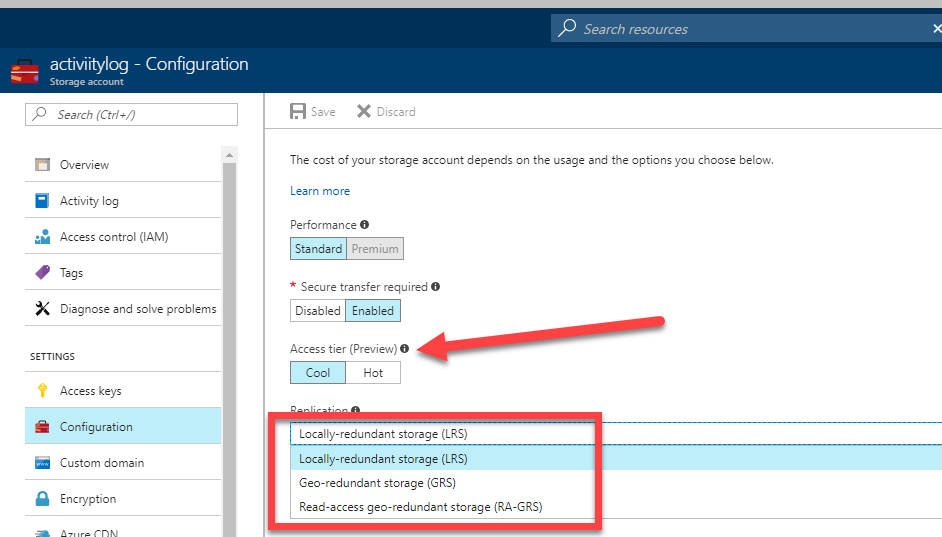 Search resources
activiitylog - Configuration
Storage account
Search (Ctrl+/)
Overview
Activity log
Access control (IAM)
Tags
Diagnose and solve problems
SETTINGS
Access keys
Configuration
Custom domain
Encryption
Azure CDN
Save Discard
The cost of your storage account depends on the usage and the options you choose below.
Learn more
Performance
Standard Premium
* Secure transfer required
Disabled Enabled
Access tier (Preview)
Cool Hot
Replication
Locally-redundant storage (LRS)
Locally-redundant storage (LRS)
Geo-redundant storage (GRS)
Read-access geo-redundant storage (RA-GRS)